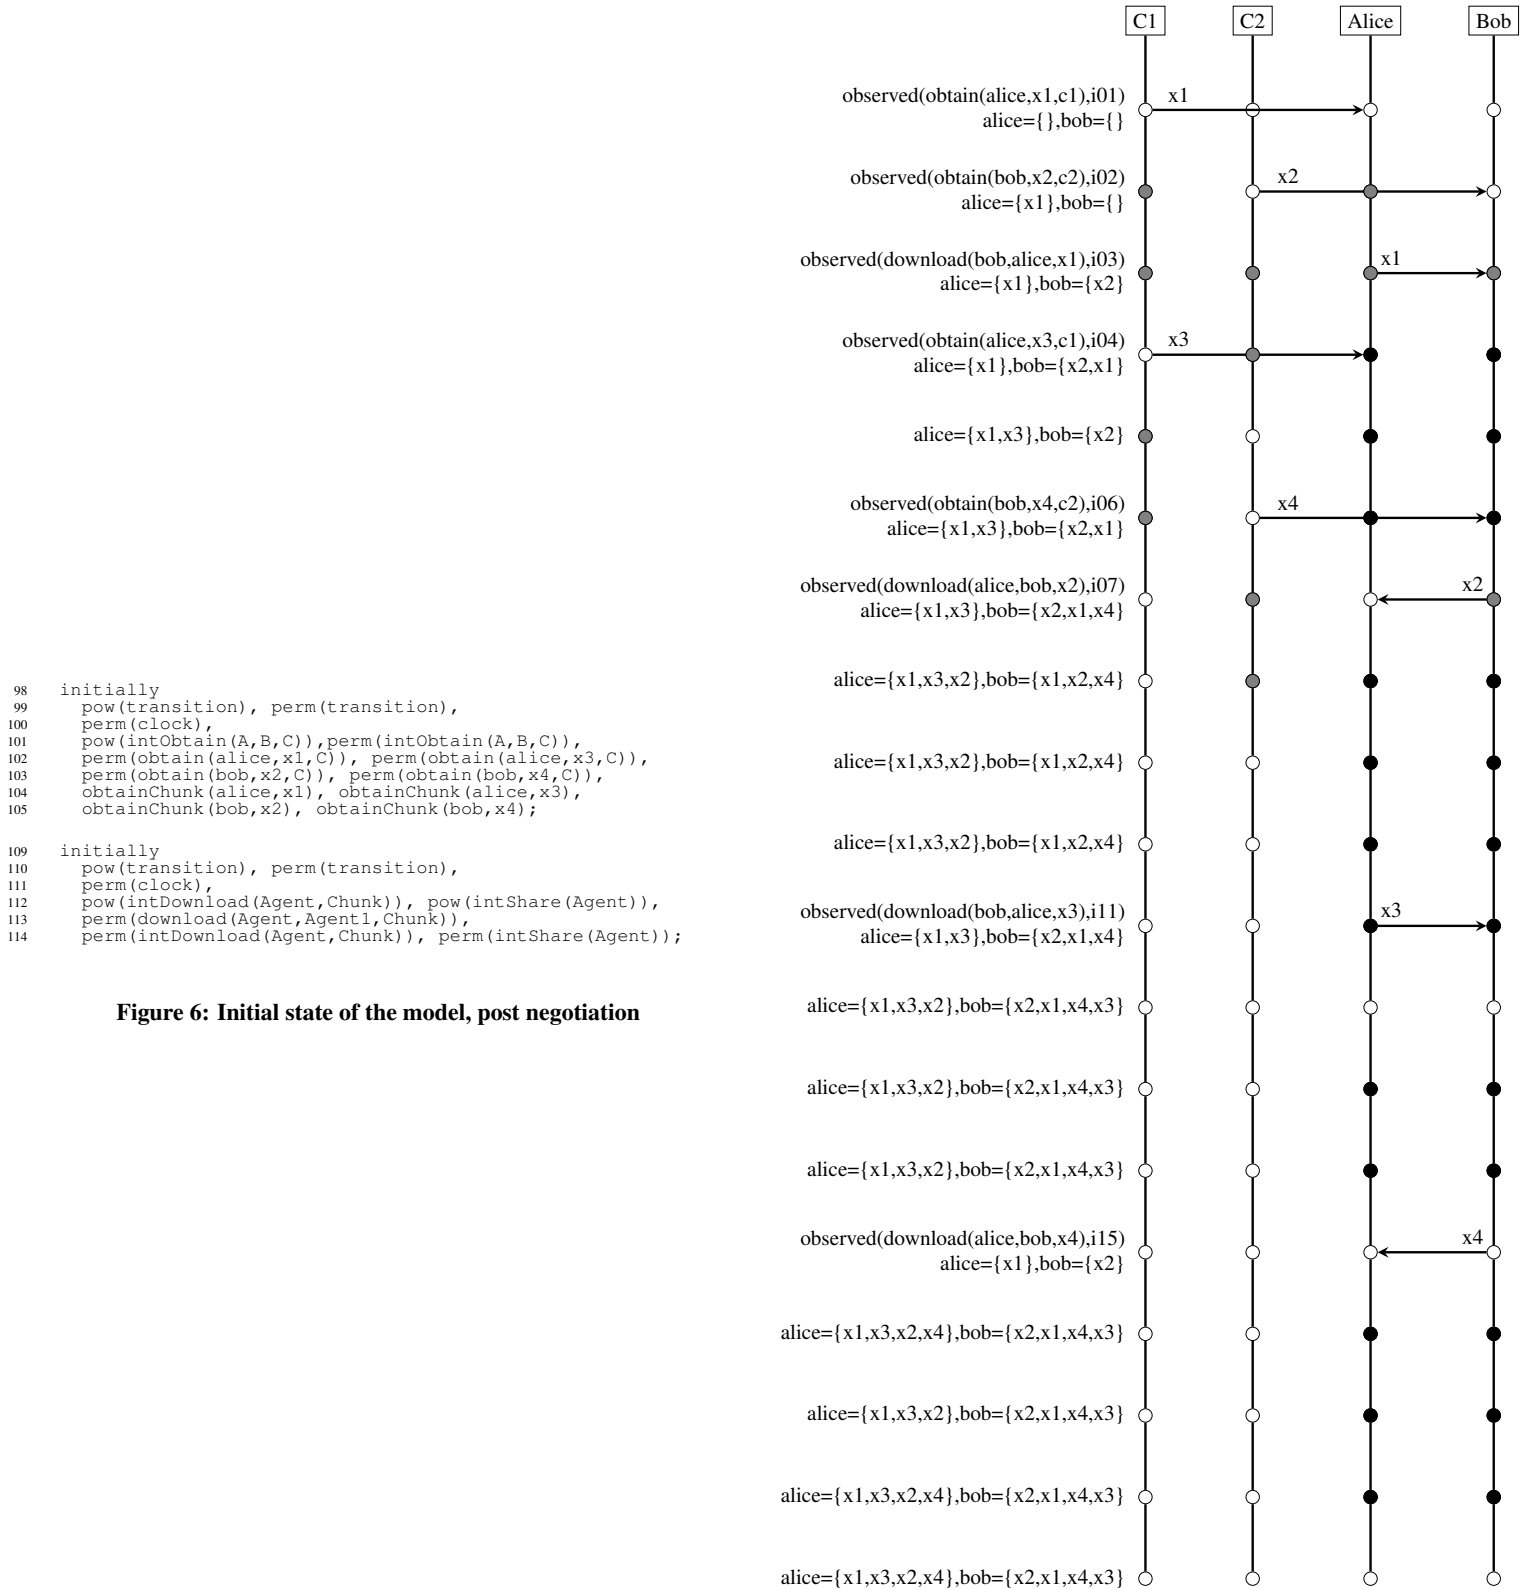 98 initially
99 pow(transition), perm(transition),
100 perm(clock),
101 pow(intObtain(A,B,C)),perm(intObtain(A,B,C)),
102 perm(obtain(alice,x1,C)), perm(obtain(alice,x3,C)),
103 perm(obtain(bob,x2,C)), perm(obtain(bob,x4,C)),
104 obtainChunk(alice,x1), obtainChunk(alice,x3),
105 obtainChunk(bob,x2), obtainChunk(bob,x4);
109 initially
110 pow(transition), perm(transition),
111 perm(clock),
112 pow(intDownload(Agent,Chunk)), pow(intShare(Agent)),
113 perm(download(Agent,Agent1,Chunk)),
114 perm(intDownload(Agent,Chunk)), perm(intShare(Agent));
Figure 6: Initial state of the model, post negotiation
C1 C2 Alice Bob
observed(obtain(alice,x1,c1),i01) x1
alice={},bob={}
observed(obtain(bob,x2,c2),i02) x2
alice={x1},bob={}
observed(download(bob,alice,x1),i03) x1
alice={x1},bob={x2}
observed(obtain(alice,x3,c1),i04) x3
alice={x1},bob={x2,x1}
alice={x1,x3},bob={x2}
observed(obtain(bob,x4,c2),i06) x4
alice={x1,x3},bob={x2,x1}
observed(download(alice,bob,x2),i07) x2
alice={x1,x3},bob={x2,x1,x4}
alice={x1,x3,x2},bob={x1,x2,x4}
alice={x1,x3,x2},bob={x1,x2,x4}
alice={x1,x3,x2},bob={x1,x2,x4}
observed(download(bob,alice,x3),i11) x3
alice={x1,x3},bob={x2,x1,x4}
alice={x1,x3,x2},bob={x2,x1,x4,x3}
alice={x1,x3,x2},bob={x2,x1,x4,x3}
alice={x1,x3,x2},bob={x2,x1,x4,x3}
observed(download(alice,bob,x4),i15) x4
alice={x1},bob={x2}
alice={x1,x3,x2,x4},bob={x2,x1,x4,x3}
alice={x1,x3,x2},bob={x2,x1,x4,x3}
alice={x1,x3,x2,x4},bob={x2,x1,x4,x3}
alice={x1,x3,x2,x4},bob={x2,x1,x4,x3}